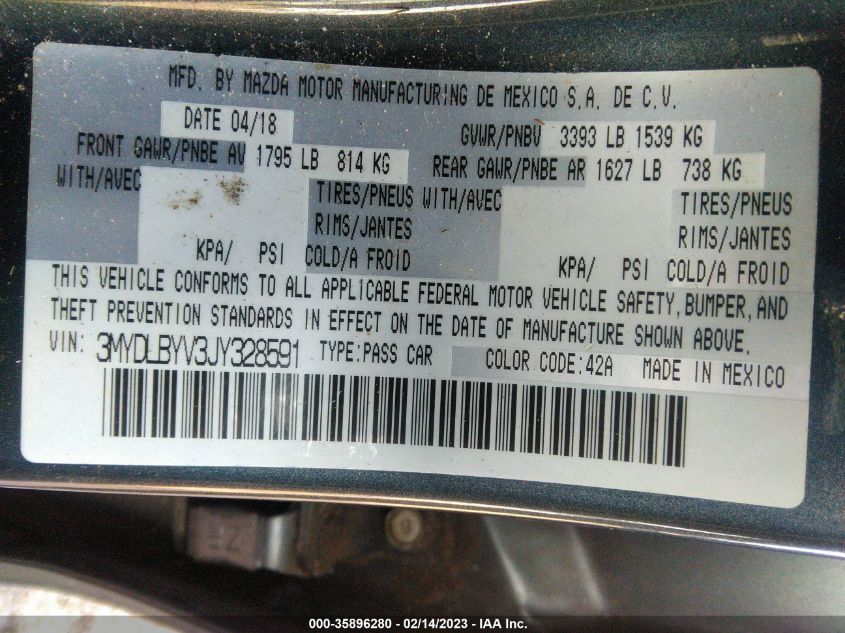 MFD. BY MAZDA MOTOR MANUFACTURING DE MEXICO S.A. DE C.V.
DATE 04/18 GVWR/PNBV 3393 LB 1539 KG
FRONT GAWR/PNBE AV 1795 LB 814 KG REAR GAWR/PNBE AR 1627 LB 738 KG
WITH/AVEC TIRES/PNEUS WITH/AVEC TIRES/PNEUS
RIMS/JANTES RIMS/JANTES
KPA/ PSI COLD/A FROID KPA/ PSI COLD/A FROID
THIS VEHICLE CONFORMS TO ALL APPLICABLE FEDERAL MOTOR VEHICLE SAFETY, BUMPER, AND
THEFT PREVENTION STANDARDS IN EFFECT ON THE DATE OF MANUFACTURE SHOWN ABOVE.
VIN: 3MYDLBYV3JY328591 TYPE:PASS CAR COLOR CODE:42A MADE IN MEXICO
000-35896280 - 02/14/2023 - IAA Inc.